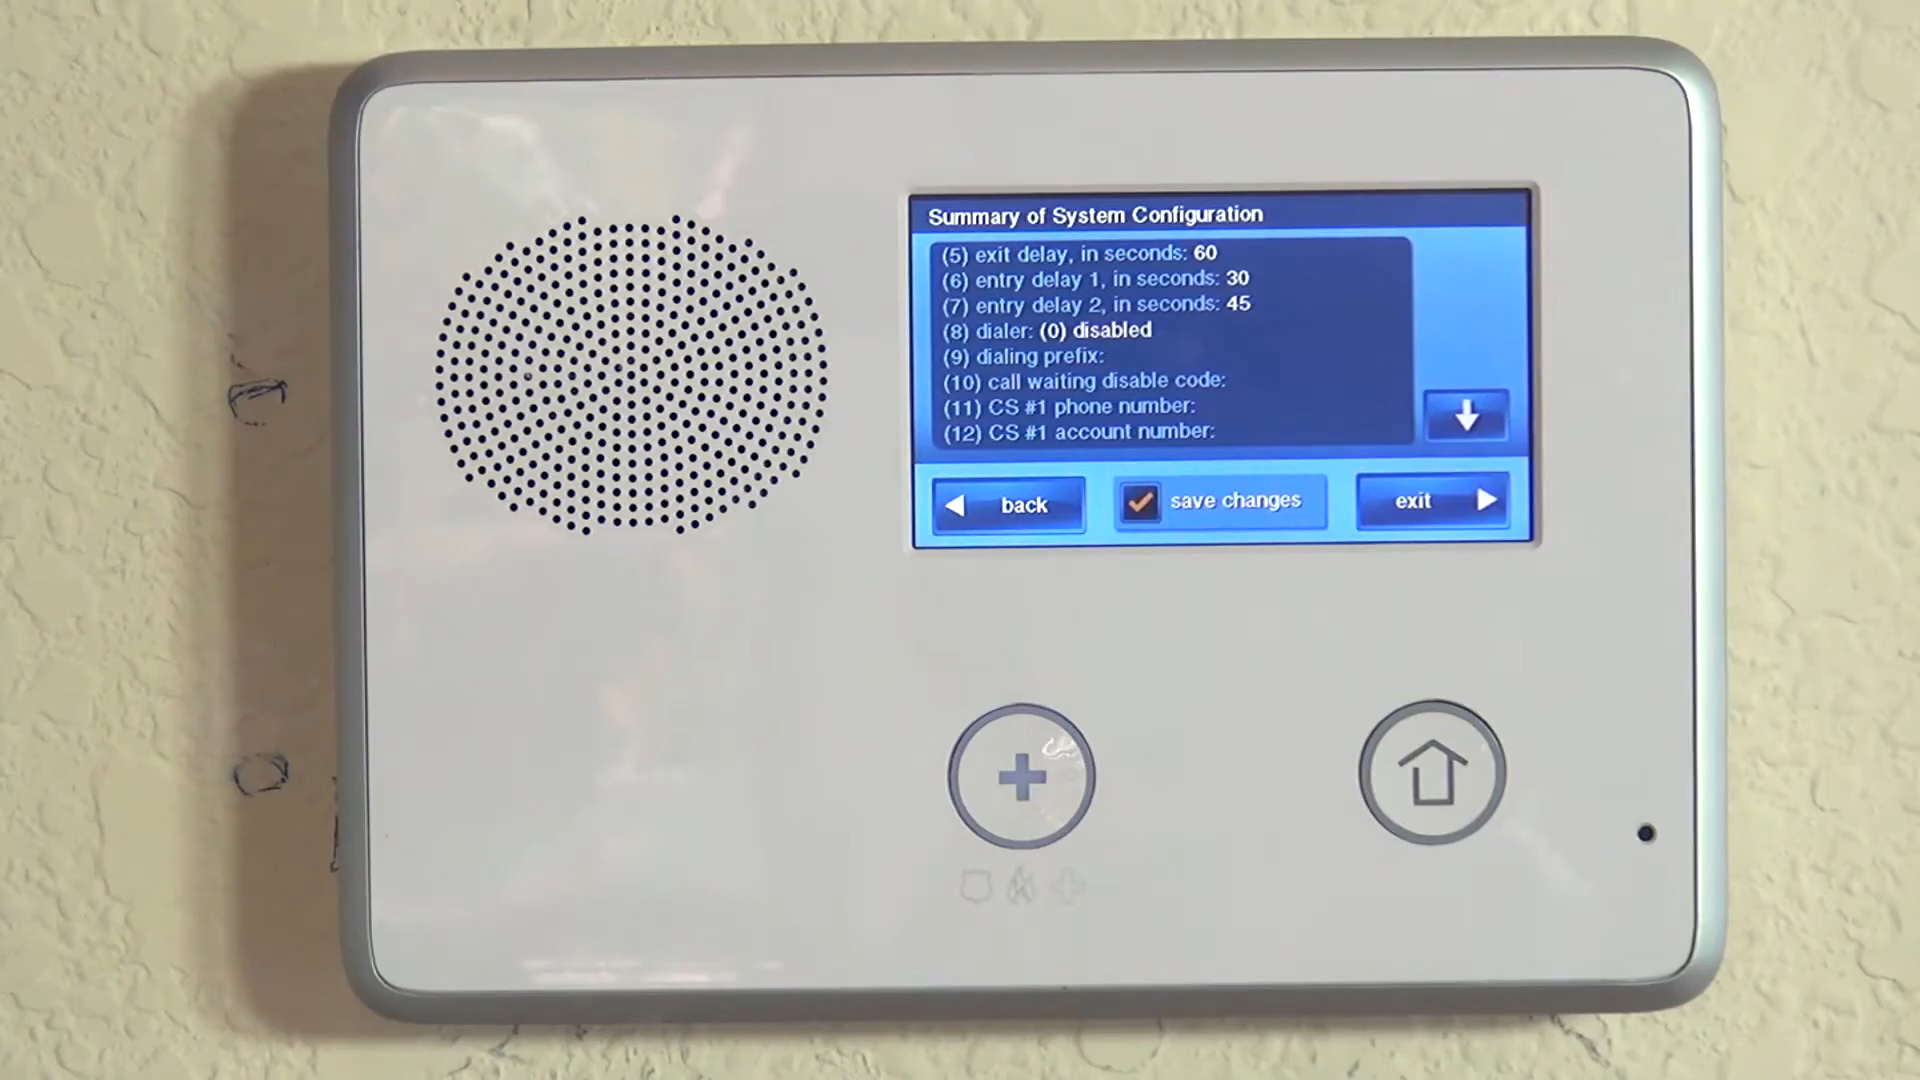 Summary of System Configuration
(5) exit delay, in seconds: 60
(6) entry delay 1, in seconds: 30
(7) entry delay 2, in seconds: 45
(8) dialer: (0) disabled
(9) dialing prefix:
(10) call waiting disable code:
(11) CS #1 phone number:
(12) CS #1 account number:
back
save changes
exit